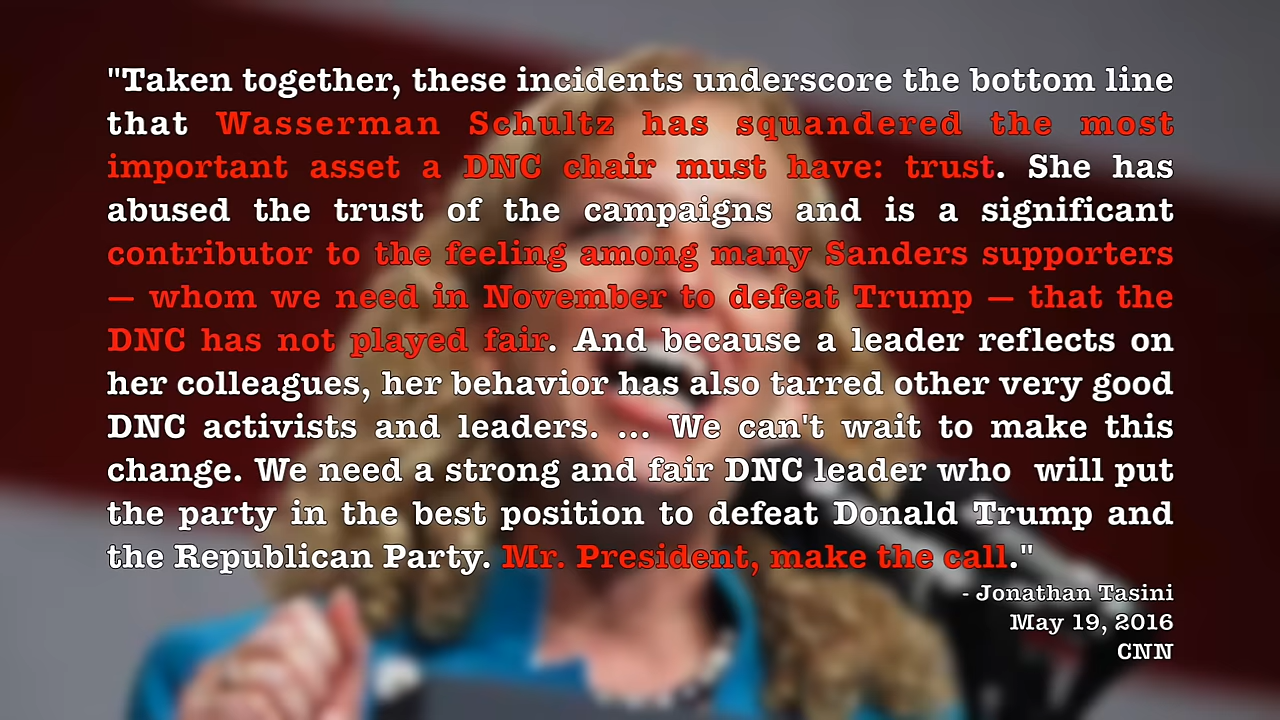 "Taken together, these incidents underscore the bottom line
that Wasserman Schultz has squandered the most
important asset a DNC chair must have: trust. She has
abused the trust of the campaigns and is a significant
contributor to the feeling among many Sanders supporters
— whom we need in November to defeat Trump — that the
DNC has not played fair. And because a leader reflects on
her colleagues, her behavior has also tarred other very good
DNC activists and leaders. ... We can't wait to make this
change. We need a strong and fair DNC leader who  will put
the party in the best position to defeat Donald Trump and
the Republican Party. Mr. President, make the call."
- Jonathan Tasini
May 19, 2016
CNN